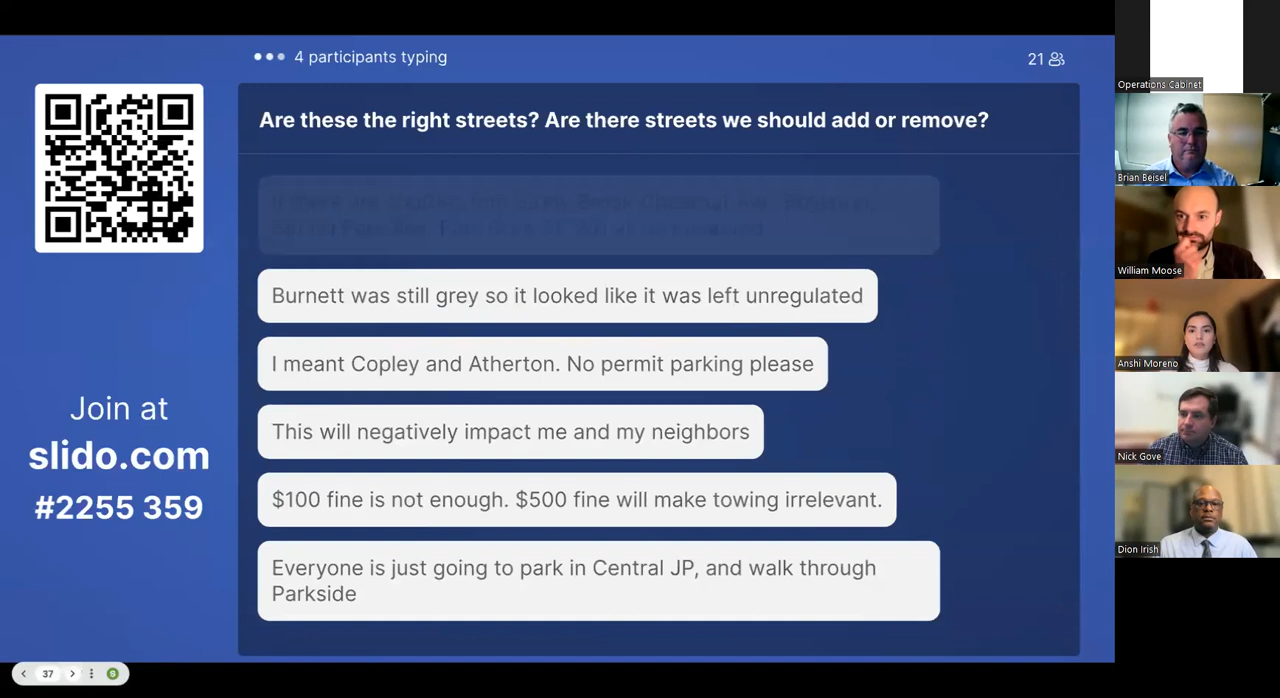 4 participants typing
21
Are these the right streets? Are there streets we should add or remove?
Burnett was still grey so it looked like it was left unregulated
I meant Copley and Atherton. No permit parking please
This will negatively impact me and my neighbors
$100 fine is not enough. $500 fine will make towing irrelevant.
Everyone is just going to park in Central JP, and walk through
Parkside
Join at
slido.com
#2255 359
37
S
Operations Cabinet
Brian Beisel
William Moose
Anshi Moreno
Nick Gove
Dion Irish